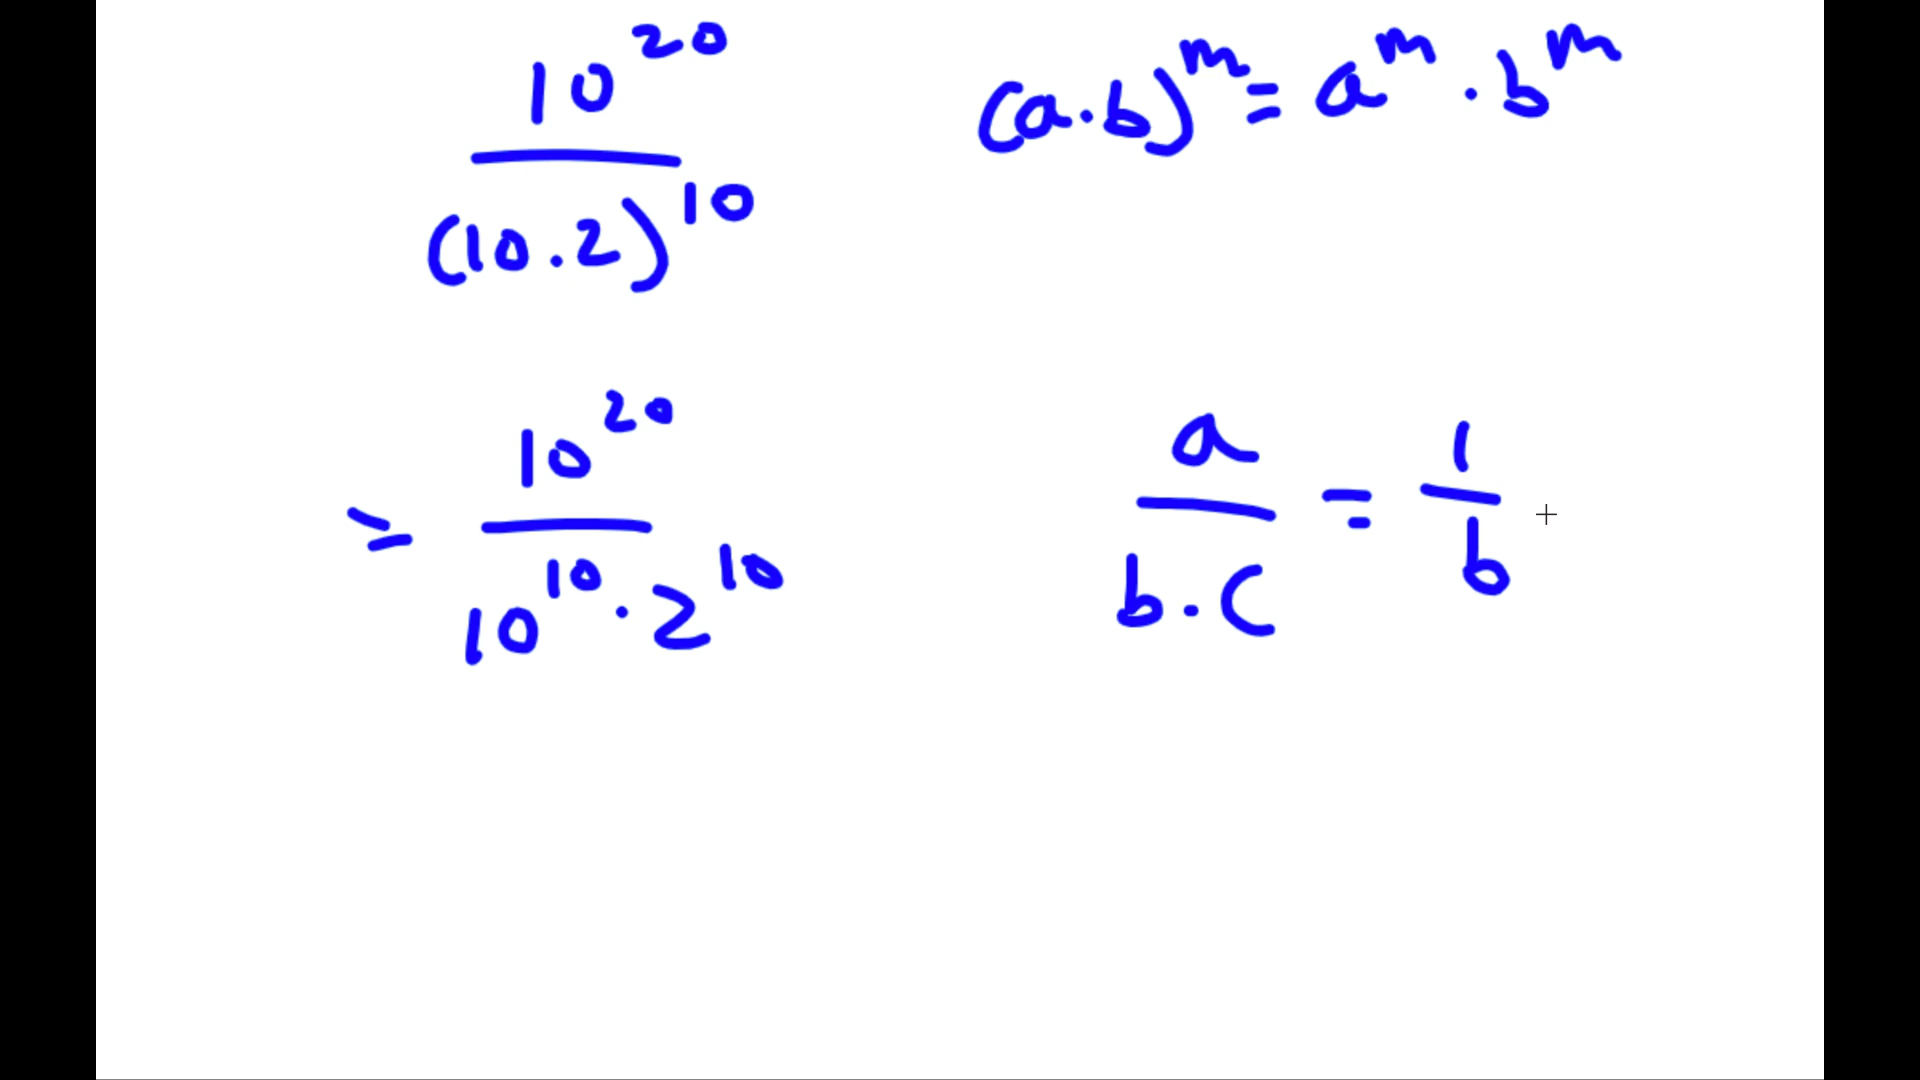 10^20 / (10.2)^10
(a·b)^m = a^m · b^m
= 10^20 / 10^10 · 2^10
a / b·c = 1 / b